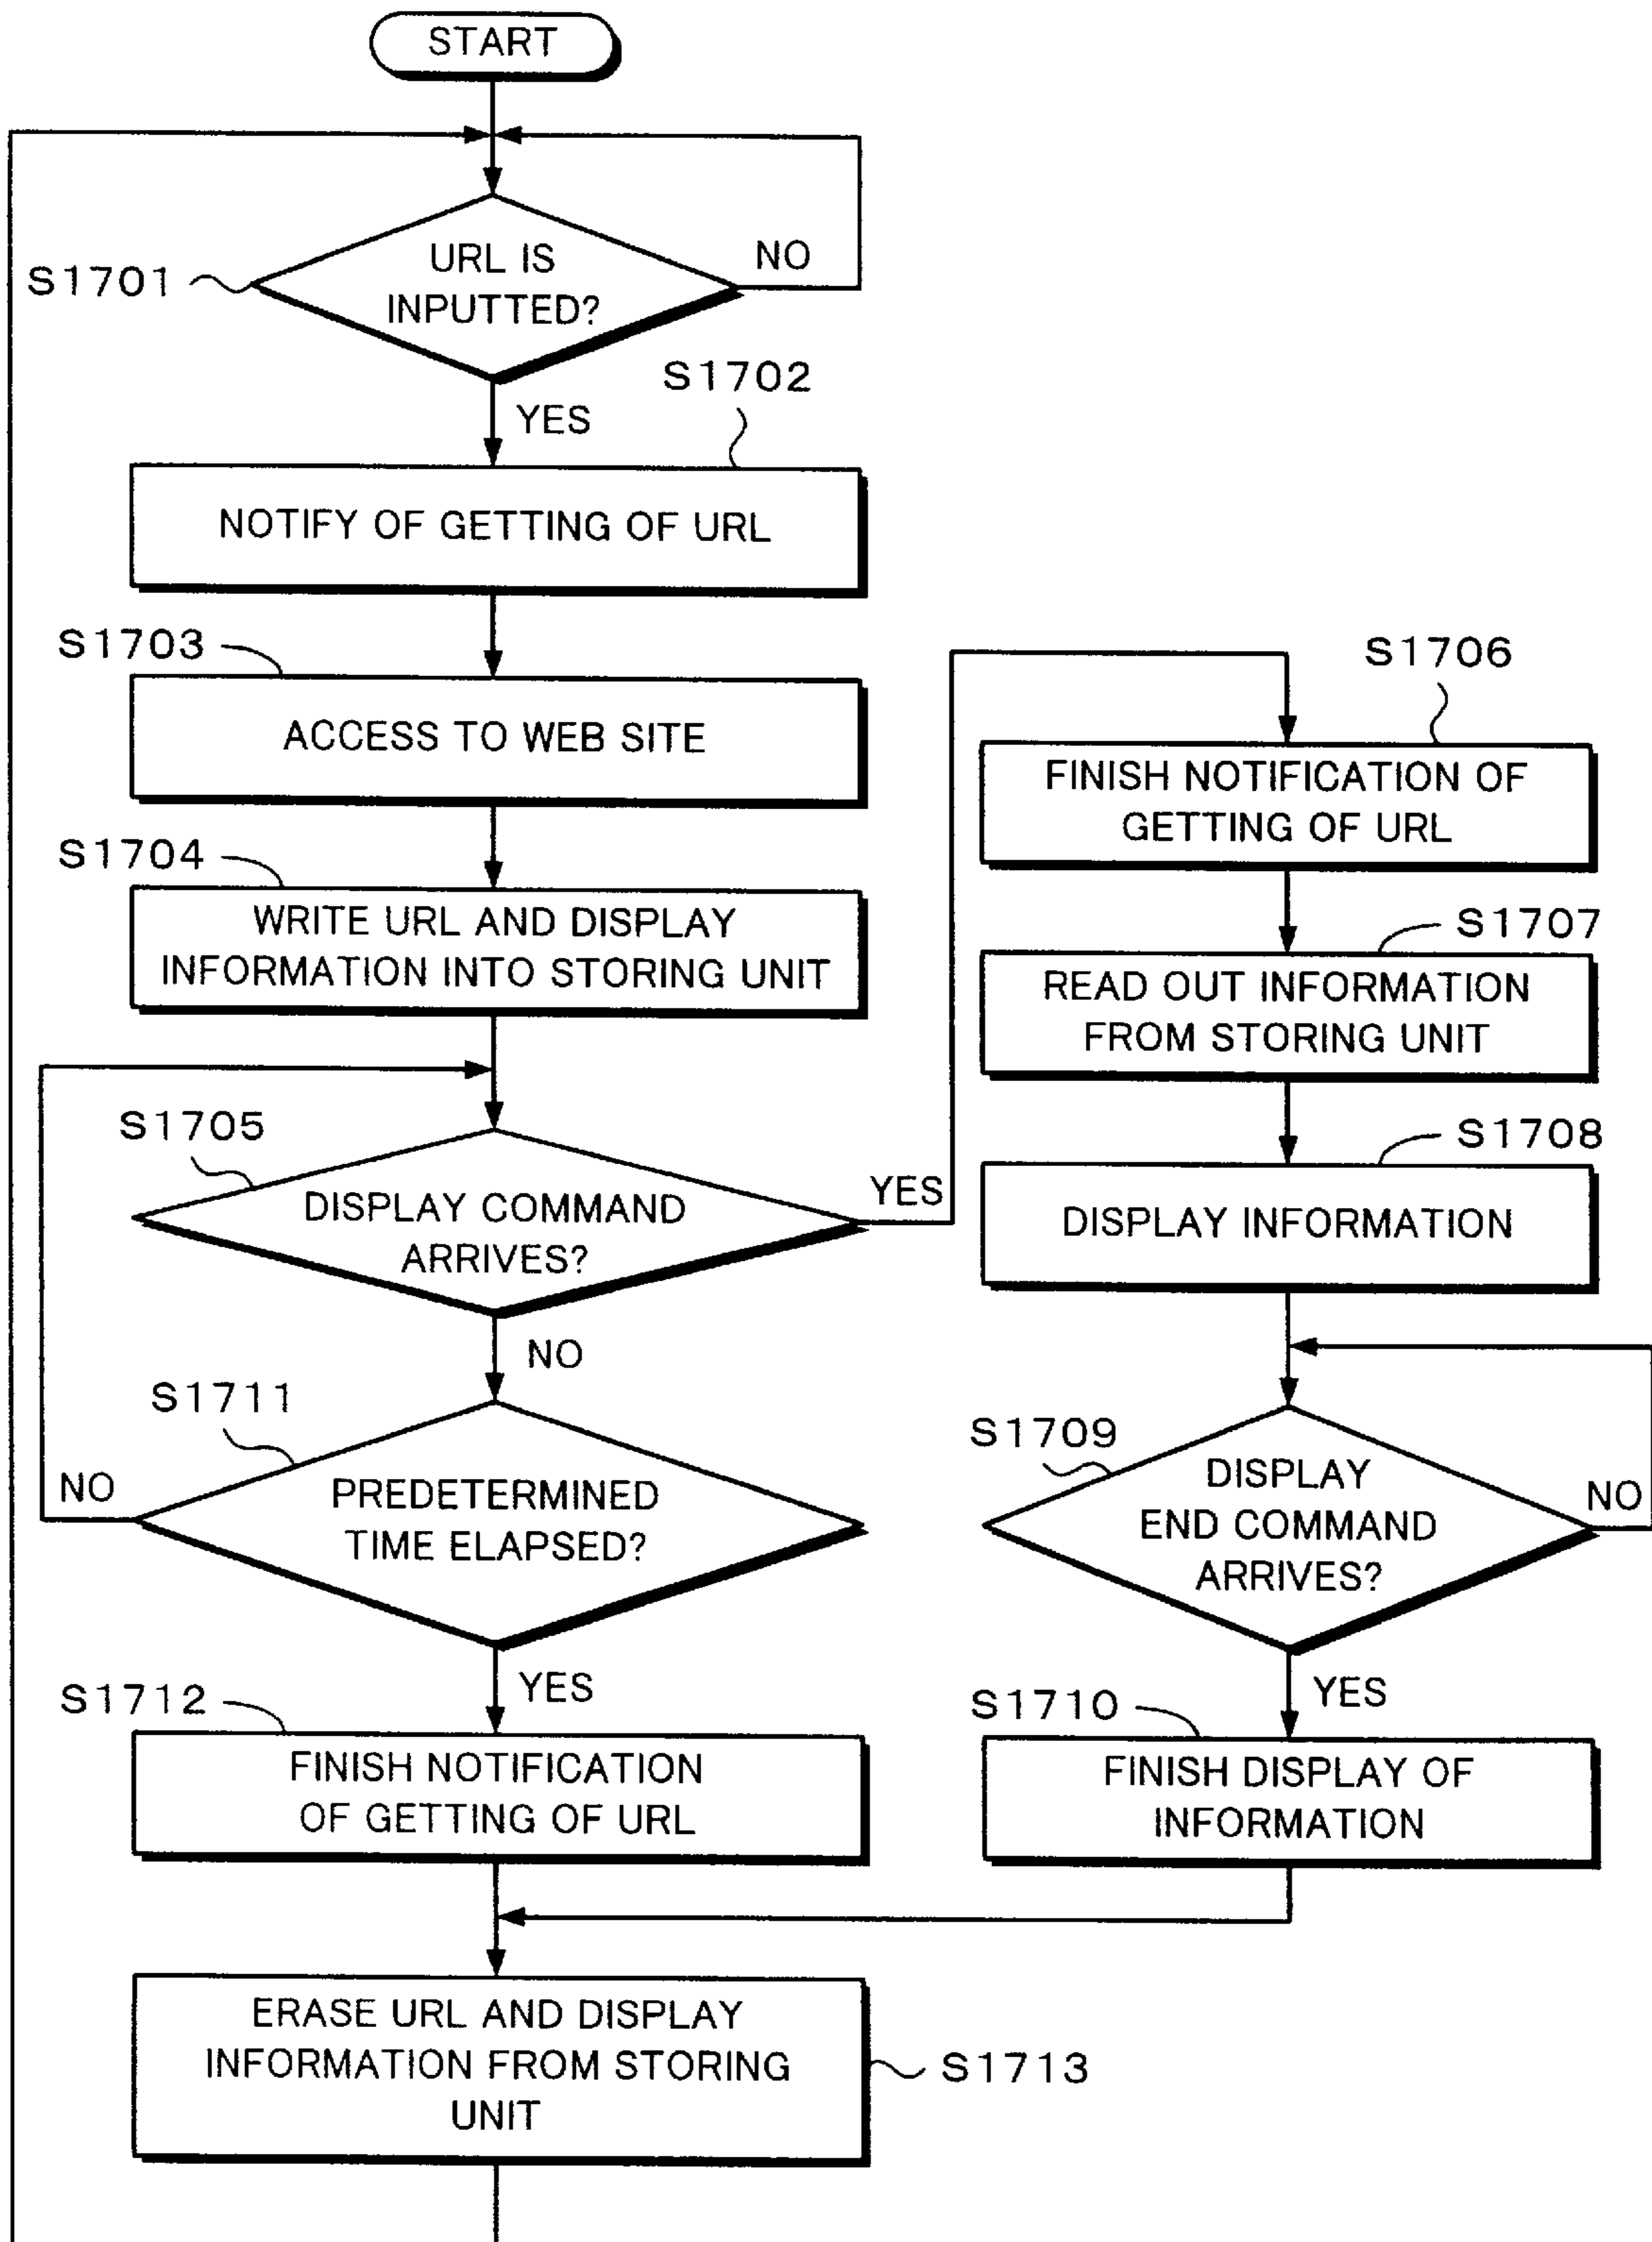 START
S1701
URL IS
INPUTTED?
NO
YES
S1702
NOTIFY OF GETTING OF URL
S1703
ACCESS TO WEB SITE
S1704
WRITE URL AND DISPLAY
INFORMATION INTO STORING UNIT
S1705
DISPLAY COMMAND
ARRIVES?
YES
NO
S1706
FINISH NOTIFICATION OF
GETTING OF URL
S1707
READ OUT INFORMATION
FROM STORING UNIT
S1708
DISPLAY INFORMATION
S1709
DISPLAY
END COMMAND
ARRIVES?
NO
YES
S1710
FINISH DISPLAY OF
INFORMATION
S1711
PREDETERMINED
TIME ELAPSED?
NO
YES
S1712
FINISH NOTIFICATION
OF GETTING OF URL
ERASE URL AND DISPLAY
INFORMATION FROM STORING
UNIT
S1713